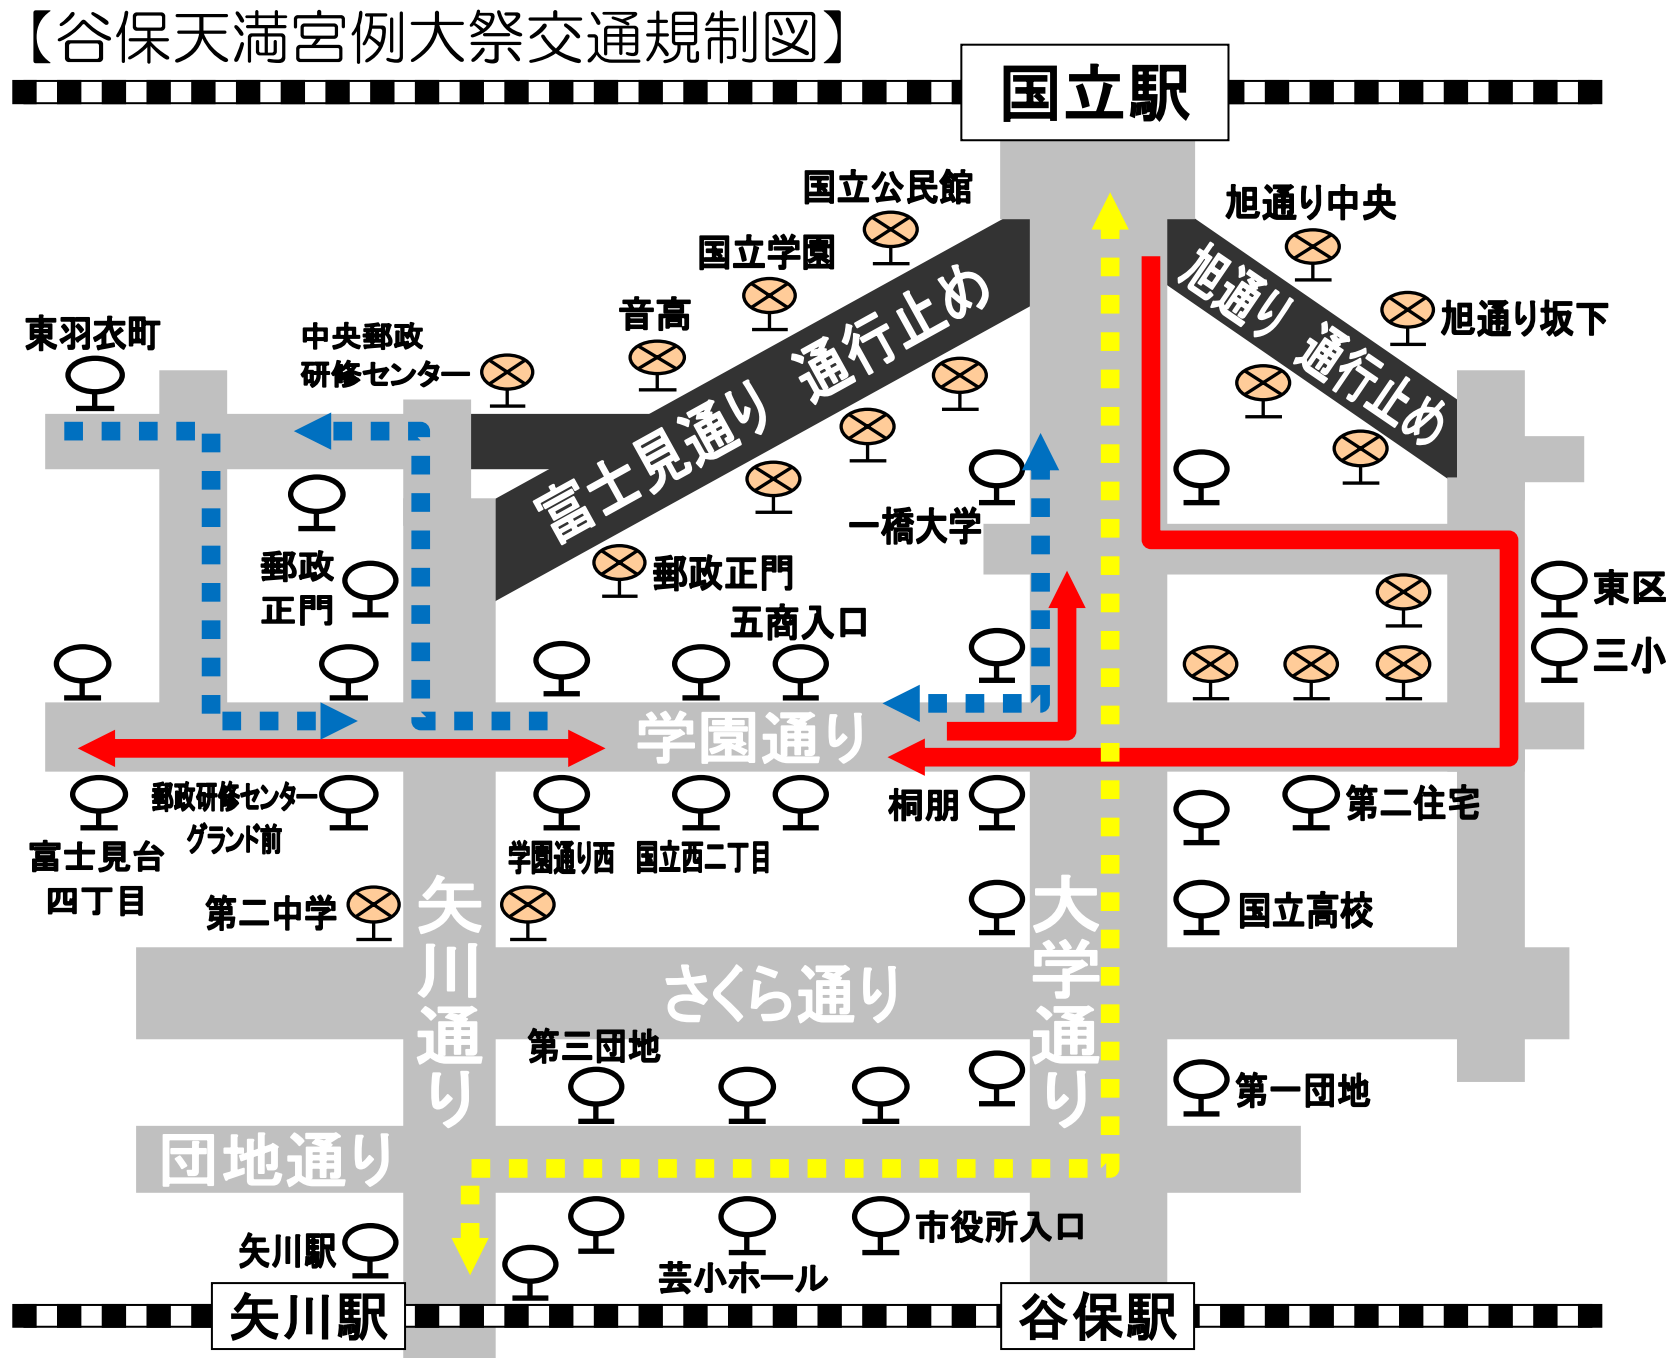 【谷保天満宮例大祭交通規制図】
国立駅
国立公民館
旭通り中央
国立学園
音高
旭通り坂下
東羽衣町
中央郵政
研修センター
富士見通り 通行止め
旭通り 通行止め
一橋大学
郵政
正門
郵政正門
五商入口
東区
三小
学園通り
郵政研修センター
グランド前
桐朋
第二住宅
富士見台
四丁目
学園通り西
国立西二丁目
第二中学
国立高校
矢川通り
大学通り
さくら通り
第三団地
第一団地
団地通り
市役所入口
矢川駅
芸小ホール
矢川駅
谷保駅